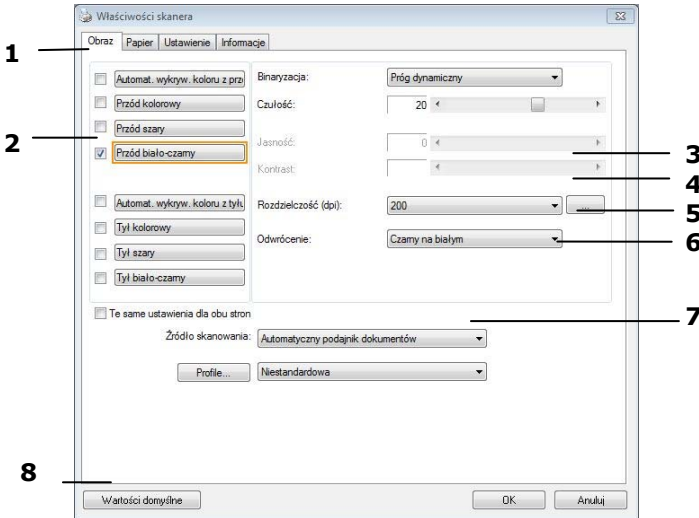 Właściwości skanera
1
Obraz Papier Ustawienie Informacje
Automat. wykryw. koloru z prz
Binaryzacja: Próg dynamiczny
Przód kolorowy
Czułość: 20
2
Przód szary
Jasność: 0
3
Przód biało-czarny
Kontrast:
4
Automat. wykryw. koloru z tyłu
Rozdzielczość (dpi): 200 ...
5
Tył kolorowy
Odwrócenie: Czarny na białym
6
Tył szary
Tył biało-czarny
Te same ustawienia dla obu stron
7
Źródło skanowania: Automatyczny podajnik dokumentów
Profile... Niestandardowa
8
Wartości domyślne OK Anuluj